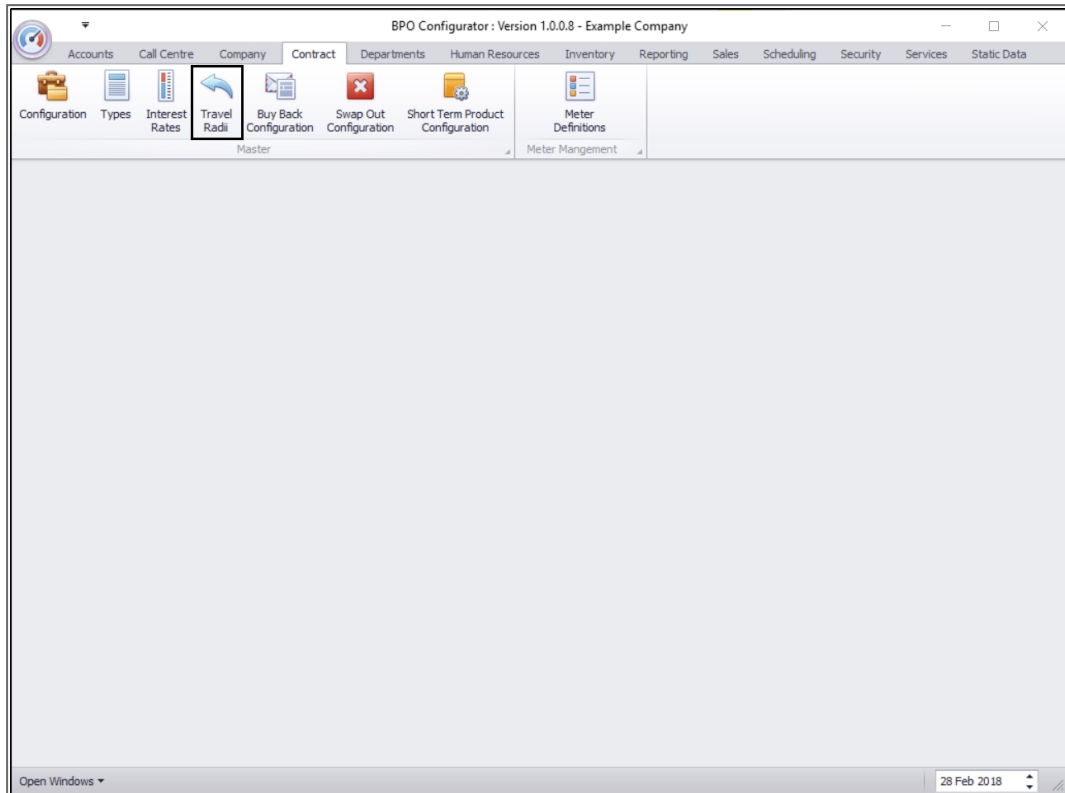 BPO Configurator : Version 1.0.0.8 - Example Company
Accounts Call Centre Company Contract Departments Human Resources Inventory Reporting Sales Scheduling Security Services Static Data
Configuration Types Interest Rates Travel Radii Buy Back Configuration Swap Out Configuration Short Term Product Configuration Meter Definitions
Master Meter Mangement
Open Windows 28 Feb 2018